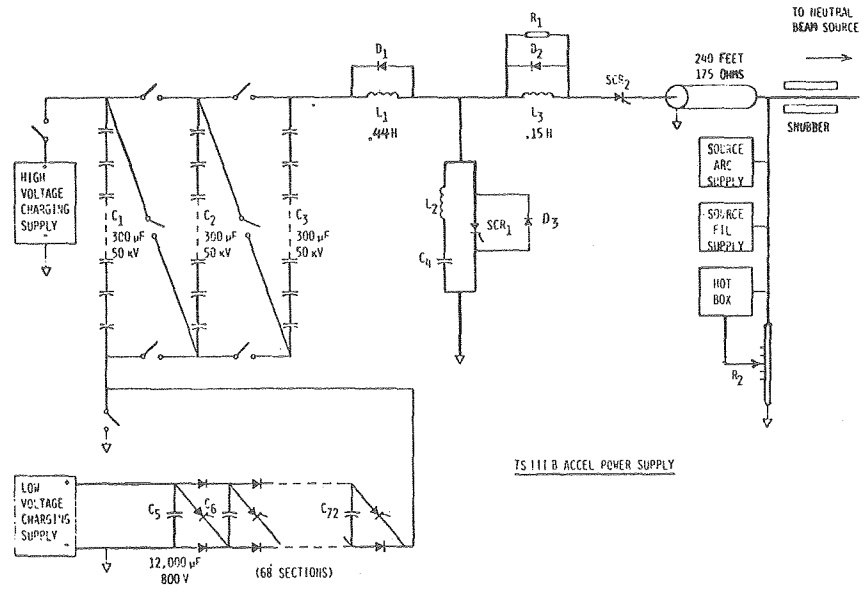 TO NEUTRAL
BEAM SOURCE
R1
D1
D2
240 FEET
175 OHMS
SCR2
L1
.44H
L3
.15H
SNUBBER
HIGH
VOLTAGE
CHARGING
SUPPLY
C1
300 µF
50 KV
C2
300 µF
50 KV
C3
300 µF
50 KV
L2
C4
SCR1
D3
SOURCE
ARC
SUPPLY
SOURCE
FIL
SUPPLY
HOT
BOX
R2
TS III B ACCEL POWER SUPPLY
LOW
VOLTAGE
CHARGING
SUPPLY
+
-
C5
C6
C72
12,000 µF
800 V
(68 SECTIONS)